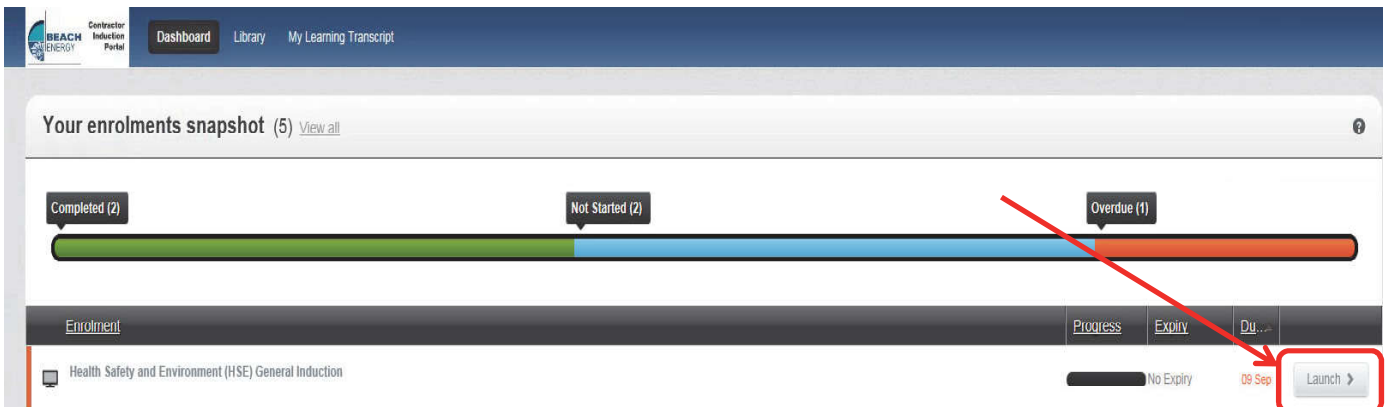 BEACH ENERGY
Contractor Induction Portal
Dashboard Library My Learning Transcript
Your enrolments snapshot (5) View all
Completed (2) Not Started (2) Overdue (1)
Enrolment Progress Expiry Du...
Health Safety and Environment (HSE) General Induction No Expiry 09 Sep Launch